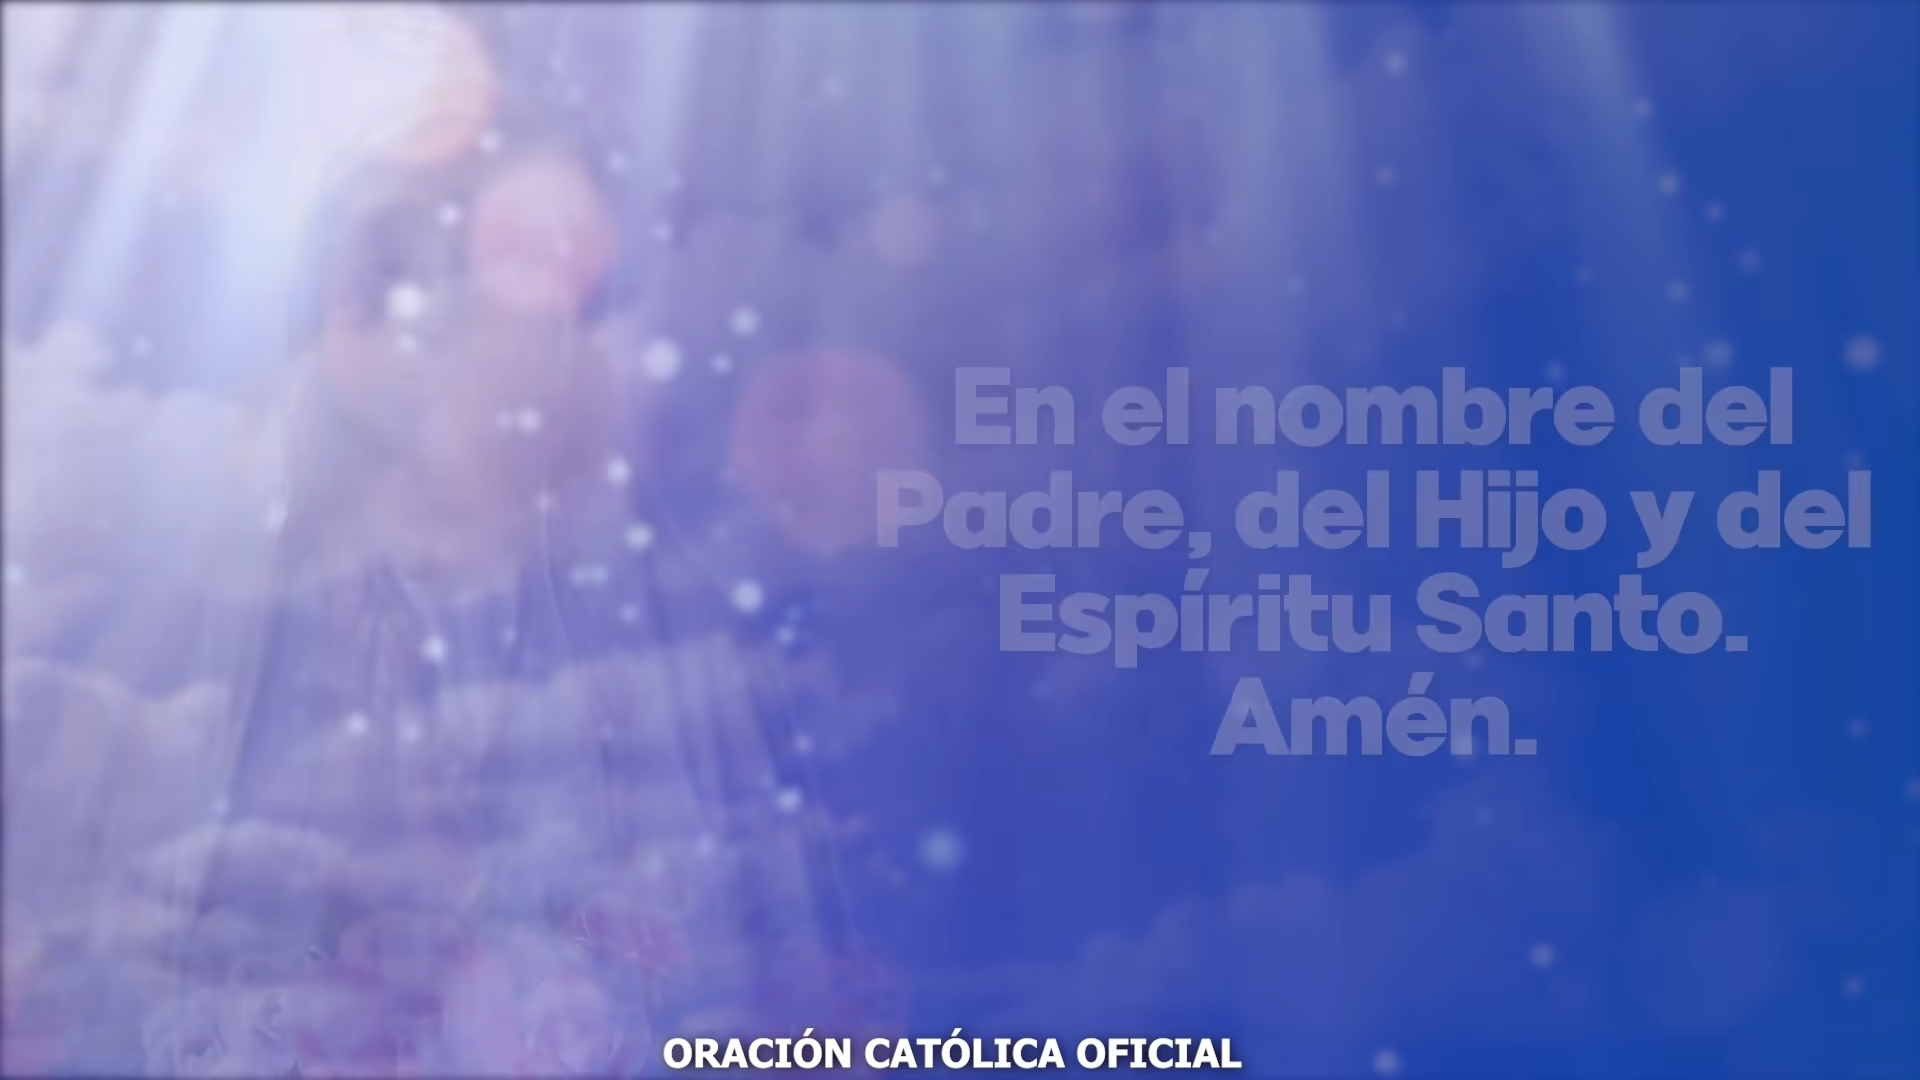 En el nombre del
Padre, del Hijo y del
Espíritu Santo.
Amén.
ORACIÓN CATÓLICA OFICIAL